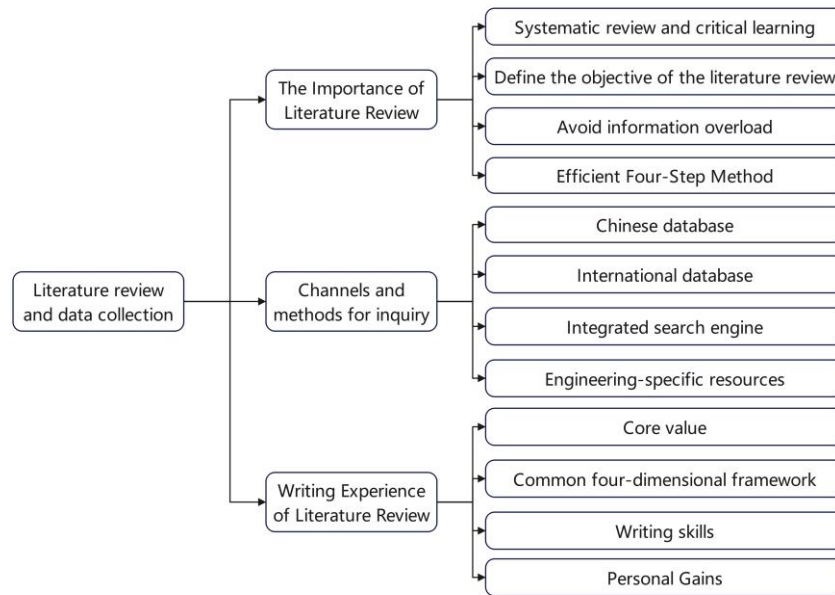 Literature review
and data collection
The Importance of
Literature Review
Systematic review and critical learning
Define the objective of the literature review
Avoid information overload
Efficient Four-Step Method
Channels and
methods for inquiry
Chinese database
International database
Integrated search engine
Engineering-specific resources
Writing Experience
of Literature Review
Core value
Common four-dimensional framework
Writing skills
Personal Gains